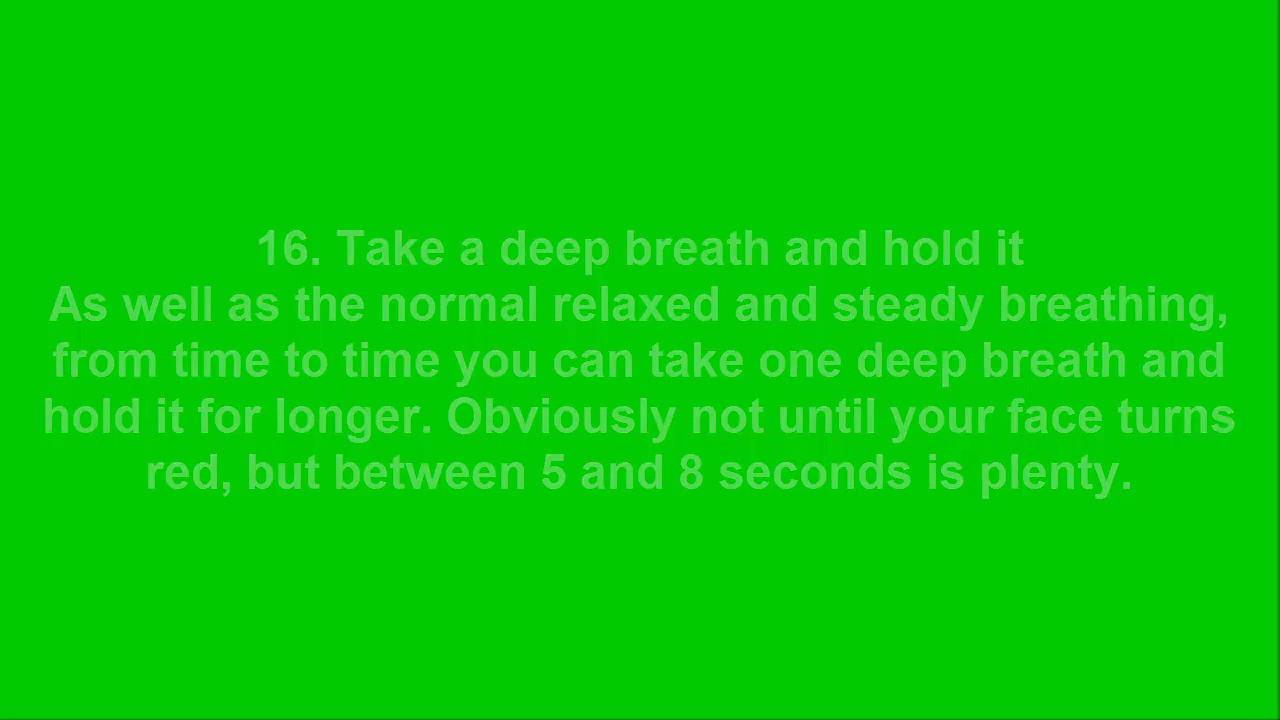 16. Take a deep breath and hold it
As well as the normal relaxed and steady breathing,
from time to time you can take one deep breath and
hold it for longer. Obviously not until your face turns
red, but between 5 and 8 seconds is plenty.